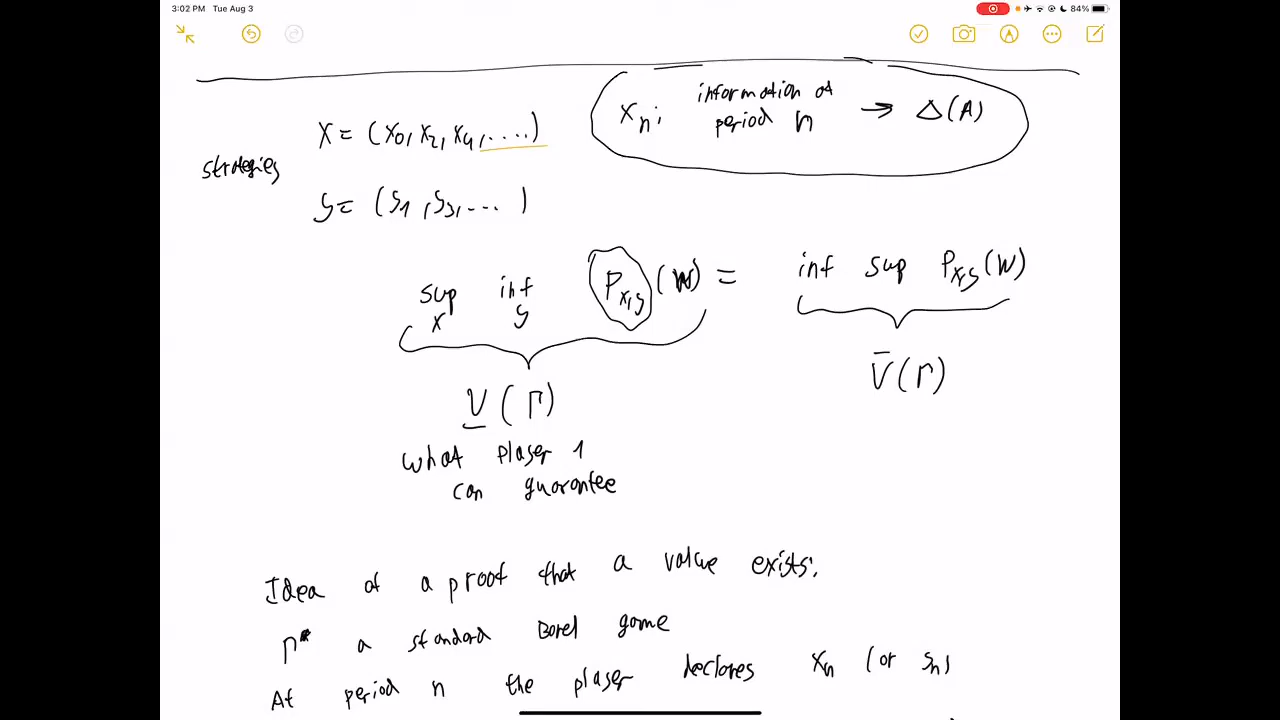 3:02 PM Tue Aug 3
84%
x = (x₀, x₂, x₄, ....)
xₙ: information at period n → Δ(A)
strategies
y = (y₁, y₃, ... )
sup inf P_{x,y} (W) = inf sup P_{x,y} (W)
x y
V̲ (Γ)
V̄ (Γ)
what player 1
can guarantee
Idea of a proof that a value exists:
Γ* a standard Borel game
At period n the player declares xₙ (or yₙ)